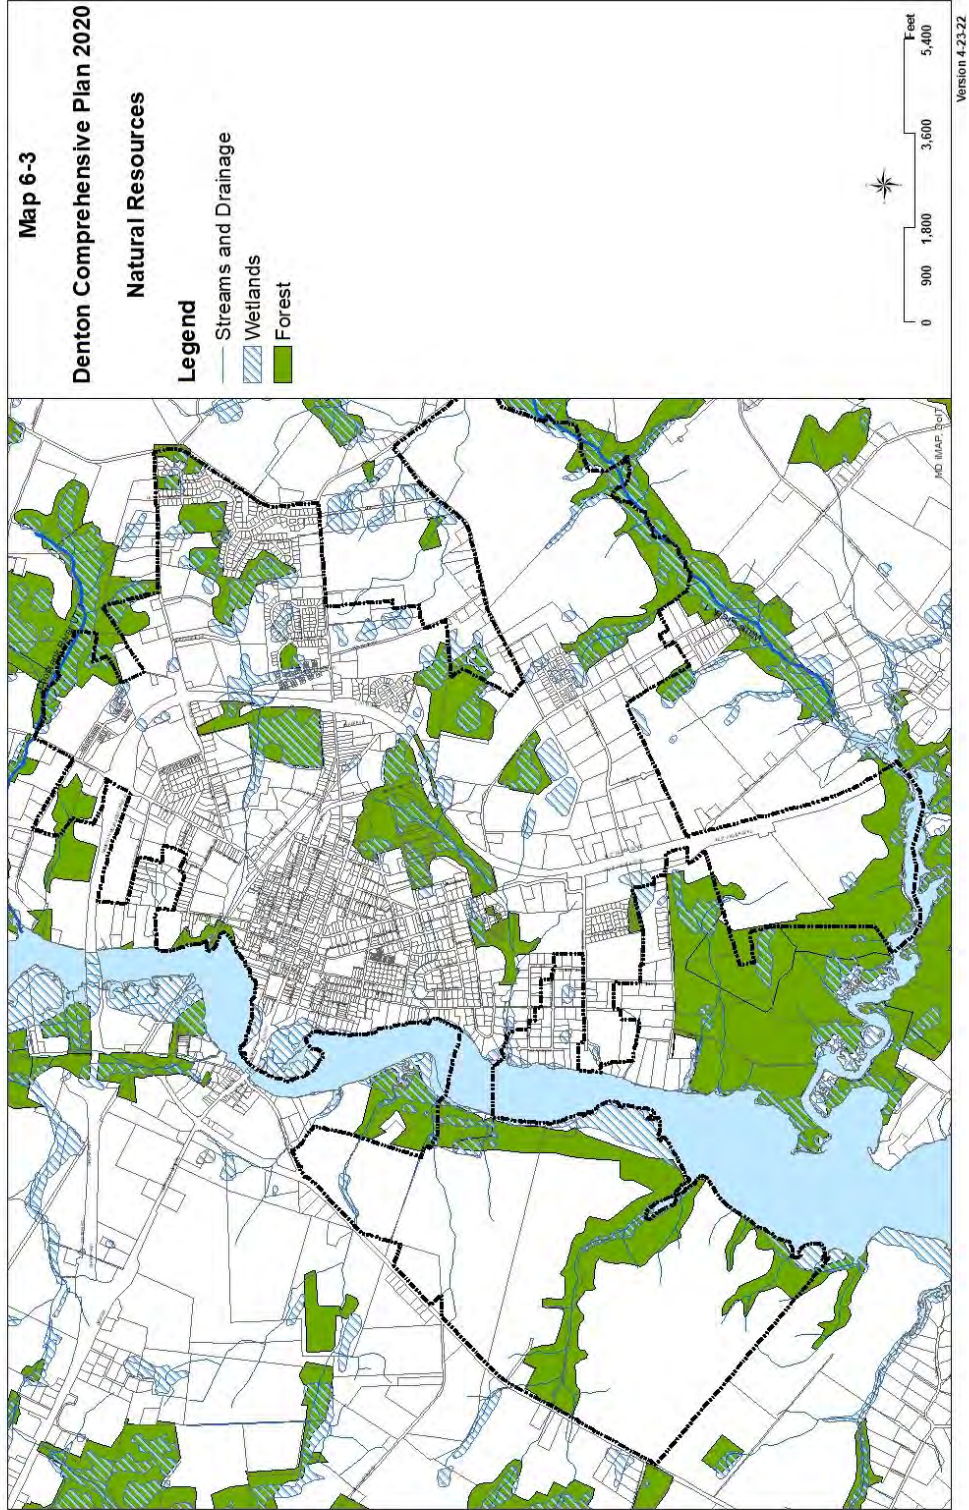 Map 6-3
Denton Comprehensive Plan 2020
Natural Resources
Legend
Streams and Drainage
Wetlands
Forest
0 900 1,800 3,600 5,400
Feet
MD iMAP, DoIT
Version 4-23-22